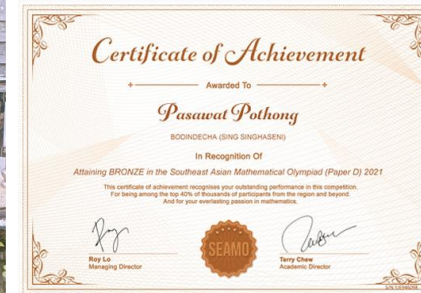 Certificate of Achievement
Awarded To
Pasawat Pothong
BODINDECHA (SING SINGHASENI)
In Recognition Of
Attaining BRONZE in the Southeast Asian Mathematical Olympiad (Paper D) 2021
This certificate of achievement recognises your outstanding performance in this competition.
For being among the top 40% of thousands of participants from the region and beyond.
And for your everlasting passion in mathematics.
SEAMO
Roy Lo
Managing Director
Terry Chew
Academic Director